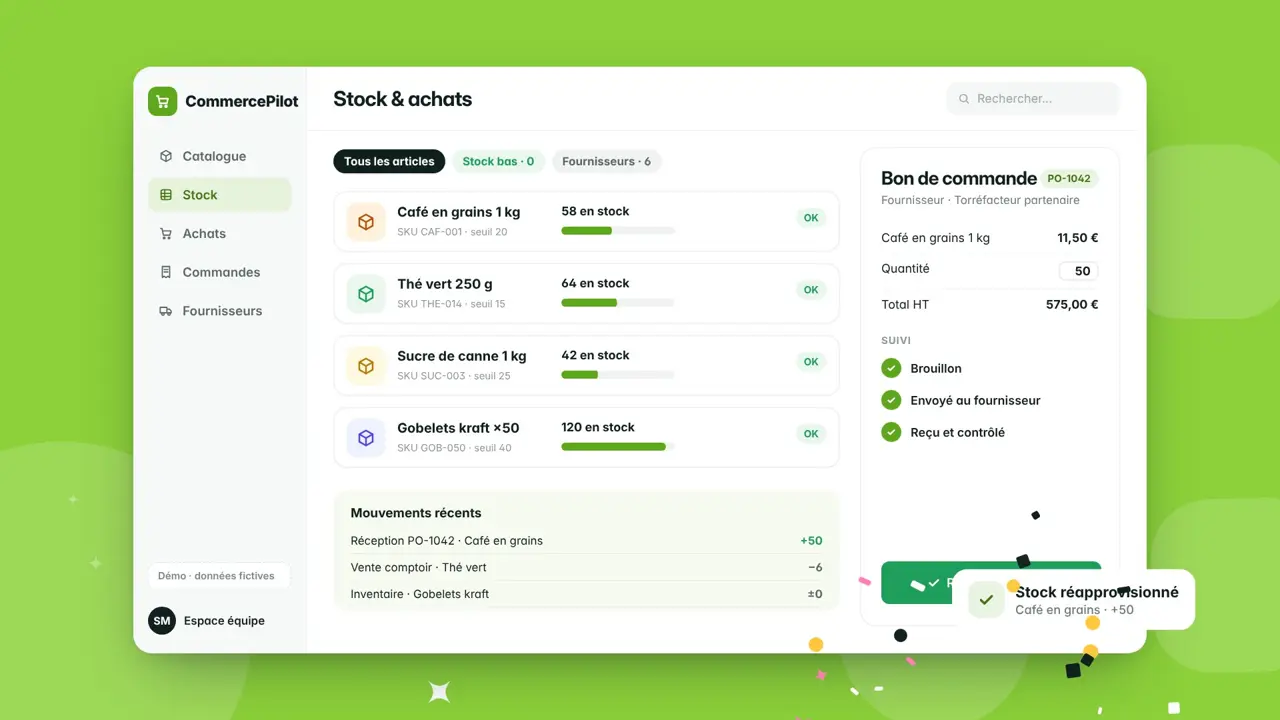 CommercePilot
Catalogue
Stock
Achats
Commandes
Fournisseurs
Démo · données fictives
SM
Espace équipe
Stock & achats
Rechercher...
Tous les articles
Stock bas · 0
Fournisseurs · 6
Café en grains 1 kg
SKU CAF-001 · seuil 20
58 en stock
OK
Thé vert 250 g
SKU THE-014 · seuil 15
64 en stock
OK
Sucre de canne 1 kg
SKU SUC-003 · seuil 25
42 en stock
OK
Gobelets kraft ×50
SKU GOB-050 · seuil 40
120 en stock
OK
Mouvements récents
Réception PO-1042 · Café en grains +50
Vente comptoir · Thé vert −6
Inventaire · Gobelets kraft ±0
Bon de commande PO-1042
Fournisseur · Torréfacteur partenaire
Café en grains 1 kg 11,50 €
Quantité 50
Total HT 575,00 €
SUIVI
Brouillon
Envoyé au fournisseur
Reçu et contrôlé
Stock réapprovisionné
Café en grains · +50